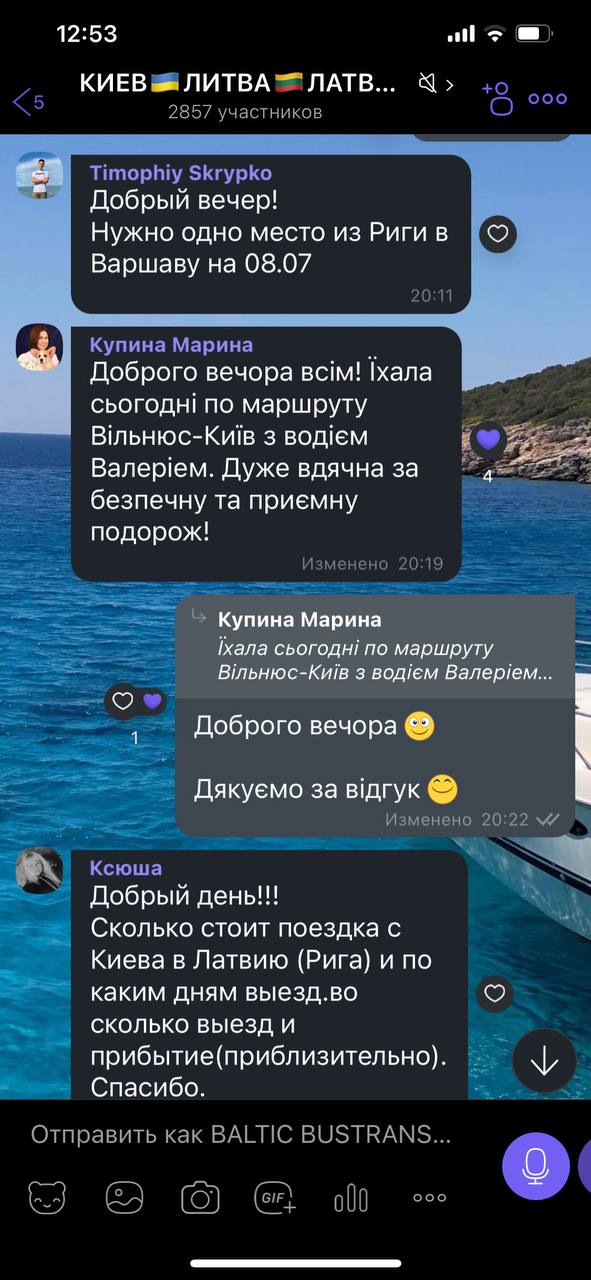 12:53
5
КИЕВ🇺🇦ЛИТВА🇱🇹ЛАТВ...
2857 участников
Timophiy Skrypko
Добрый вечер!
Нужно одно место из Риги в
Варшаву на 08.07
20:11
Купина Марина
Доброго вечора всім! Їхала
сьогодні по маршруту
Вільнюс-Київ з водієм
Валеріем. Дуже вдячна за
безпечну та приємну
подорож!
4
Изменено 20:19
Купина Марина
Їхала сьогодні по маршруту
Вільнюс-Київ з водієм Валеріем...
1
Доброго вечора 🙄
Дякуємо за відгук 😊
Изменено 20:22
Ксюша
Добрый день!!!
Сколько стоит поездка с
Киева в Латвию (Рига) и по
каким дням выезд.во
сколько выезд и
прибытие(приблизительно).
Спасибо.
Отправить как BALTIC BUSTRANS...
GIF